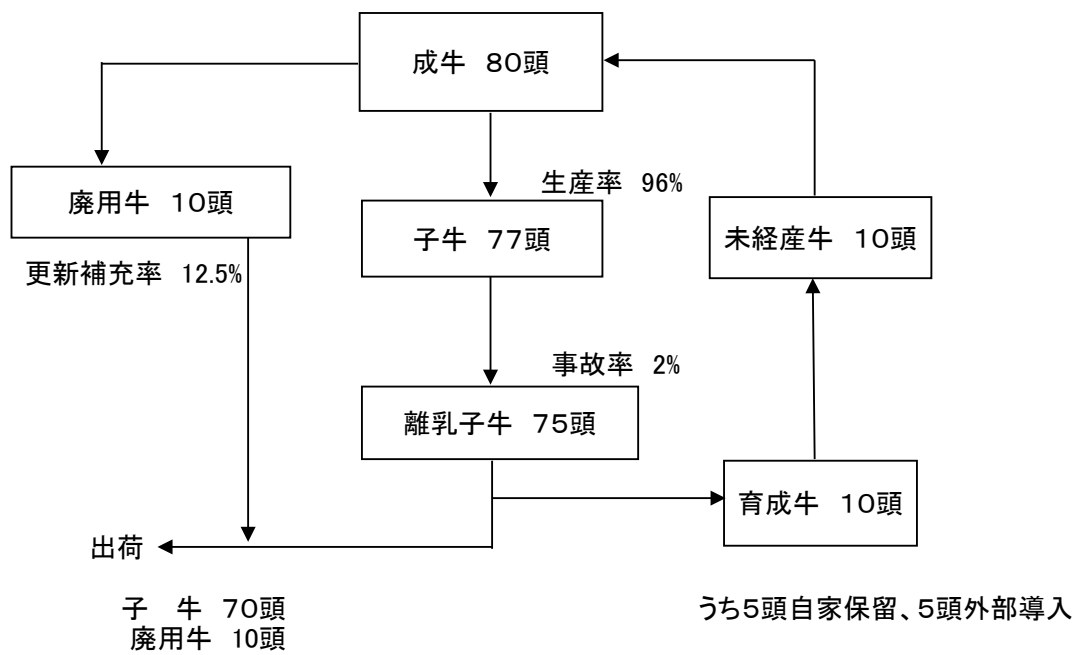 成牛 80頭
廃用牛 10頭
生産率 96%
子牛 77頭
未経産牛 10頭
更新補充率 12.5%
事故率 2%
離乳子牛 75頭
育成牛 10頭
出荷
子 牛 70頭
廃用牛 10頭
うち5頭自家保留、5頭外部導入